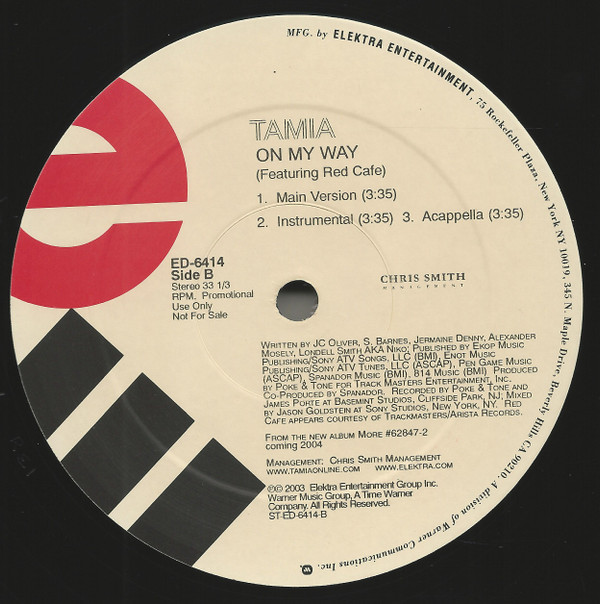 MFG. by ELEKTRA ENTERTAINMENT, 75 Rockefeller Plaza, New York NY 10019, 345 N. Maple Drive, Beverly Hills CA 90210. A division of Warner Communications Inc.
TAMIA
ON MY WAY
(Featuring Red Cafe)
1. Main Version (3:35)
2. Instrumental (3:35) 3. Acappella (3:35)
ED-6414
Side B
Stereo 33 1/3
RPM. Promotional
Use Only
Not For Sale
CHRIS SMITH
MANAGEMENT
WRITTEN BY JC OLIVER, S. BARNES, JERMAINE DENNY, ALEXANDER
MOSELY, LONDELL SMITH AKA NIKO; PUBLISHED BY EKOP MUSIC
PUBLISHING/SONY ATV SONGS, LLC (BMI), ENOT MUSIC
PUBLISHING/SONY ATV TUNES, LLC (ASCAP), PEN GAME MUSIC
(ASCAP), SPANADOR MUSIC (BMI), 814 MUSIC (BMI). PRODUCED
BY POKE & TONE FOR TRACK MASTERS ENTERTAINMENT, INC.
CO-PRODUCED BY SPANADOR. RECORDED BY POKE & TONE AND
JAMES PORTE AT BASEMINT STUDIOS, CLIFFSIDE PARK, NJ; MIXED
BY JASON GOLDSTEIN AT SONY STUDIOS, NEW YORK, NY. RED
CAFE APPEARS COURTESY OF TRACKMASTERS/ARISTA RECORDS.
FROM THE NEW ALBUM MORE #62847-2
coming 2004
MANAGEMENT: CHRIS SMITH MANAGEMENT
WWW.TAMIAONLINE.COM WWW.ELEKTRA.COM
℗© 2003 Elektra Entertainment Group Inc.
Warner Music Group, A Time Warner
Company. All Rights Reserved.
ST-ED-6414-B